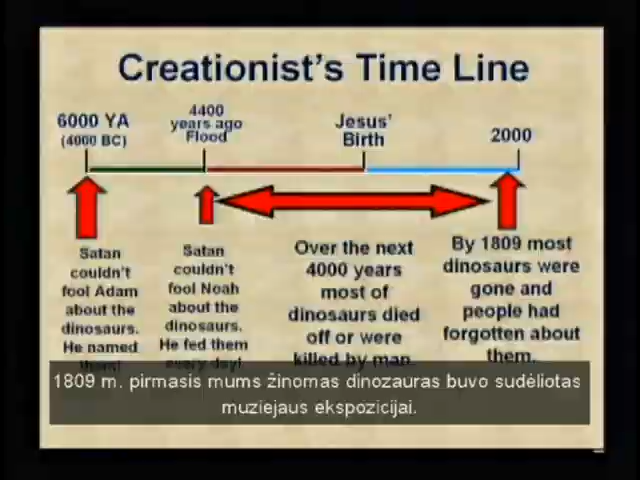 Creationist's Time Line
6000 YA
(4000 BC)
4400
years ago
Flood
Jesus'
Birth
2000
Satan
couldn't
fool Adam
about the
dinosaurs.
He named
them!
Satan
couldn't
fool Noah
about the
dinosaurs.
He fed them
every day!
Over the next
4000 years
most of
dinosaurs died
off or were
killed by man.
By 1809 most
dinosaurs were
gone and
people had
forgotten about
them.
1809 m. pirmasis mums žinomas dinozauras buvo sudėliotas
muziejaus ekspozicijai.